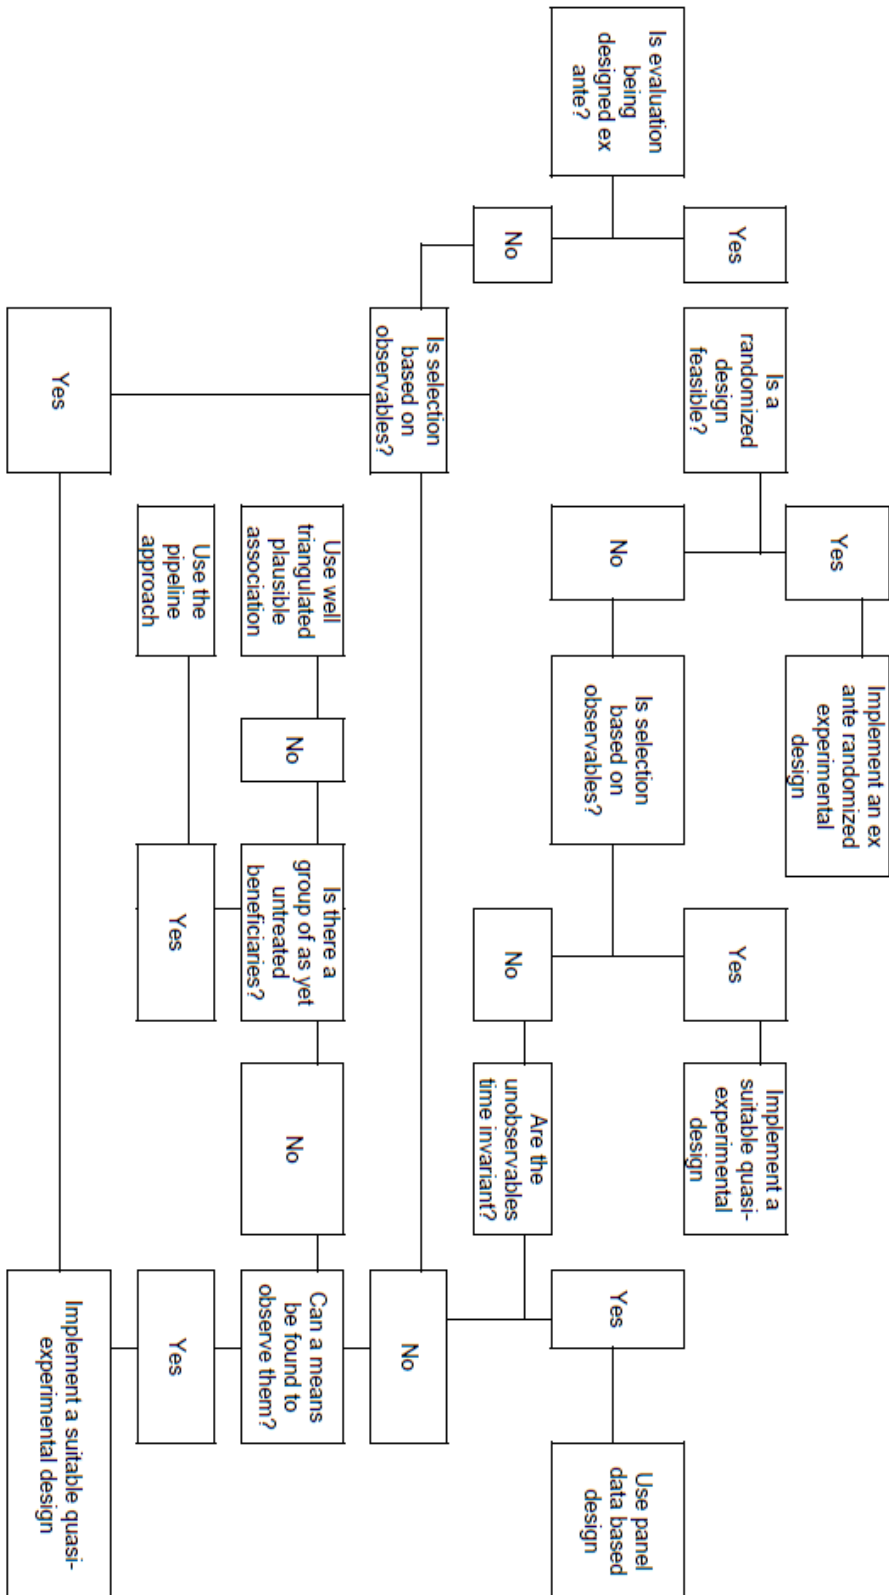 Is evaluation
being
designed ex
ante?
Yes
No
Is a
randomized
design
feasible?
Is selection
based on
observables?
Yes
Yes
No
Use well
triangulated
plausible
association
Use the
pipeline
approach
Implement an ex
ante randomized
experimental
design
Is selection
based on
observables?
No
Is there a
group of as yet
untreated
beneficiaries?
Yes
Yes
No
Implement a
suitable quasi-
experimental
design
Are the
unobservables
time invariant?
No
Yes
No
Can a means
be found to
observe them?
Yes
Implement a suitable quasi-
experimental design
Use panel
data based
design